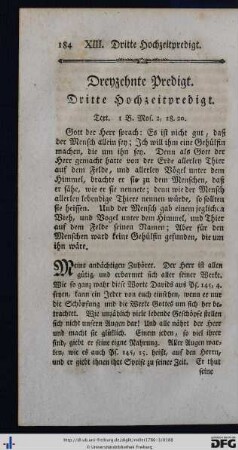 184 XIII. Dritte Hochzeitpredigt.
Dreyzehnte Predigt.
Dritte Hochzeitpredigt.
Text. 1 B. Mos. 2, 18. 20.
Gott der Herr sprach: Es ist nicht gut, daß
der Mensch allein sey; Ich will ihm eine Gehülfin
machen, die um ihn sey. Denn als Gott der
Herr gemacht hatte von der Erde allerley Thiere
auf dem Felde, und allerley Vögel unter dem
Himmel, brachte er sie zu dem Menschen, daß
er sähe, wie er sie nennete; denn wie der Mensch
allerley lebendige Thiere nennen würde, so sollten
sie heissen. Und der Mensch gab einem jeglichen
Vieh, und Vogel unter dem Himmel, und Thiere
auf dem Felde seinen Namen; Aber für den
Menschen ward keine Gehülfin gefunden, die um
ihn wäre.
Meine andächtigen Zuhörer. Der Herr ist allen
gütig und erbarmet sich aller seiner Werke.
Wie so ganz wahr diese Worte Davids aus Ps. 145, 9.
seyen, kann ein Jeder von euch einsehen, wenn er nur
die Schöpfung und die Werke Gottes um sich her be-
trachtet. Wie unzählich viele lebende Geschöpfe stellen
sich nicht unsern Augen dar! Und alle nährt der Herr
und macht sie glücklich. Einem jeden, so viel ihrer
sind, giebt er seine eigne Nahrung. Aller Augen war-
ten, wie es auch Ps. 145, 15. heißt, auf den Herrn,
und er giebt ihnen ihre Speise zu seiner Zeit. Er thut
seine
© Universitätsbibliothek Freiburg
DFG